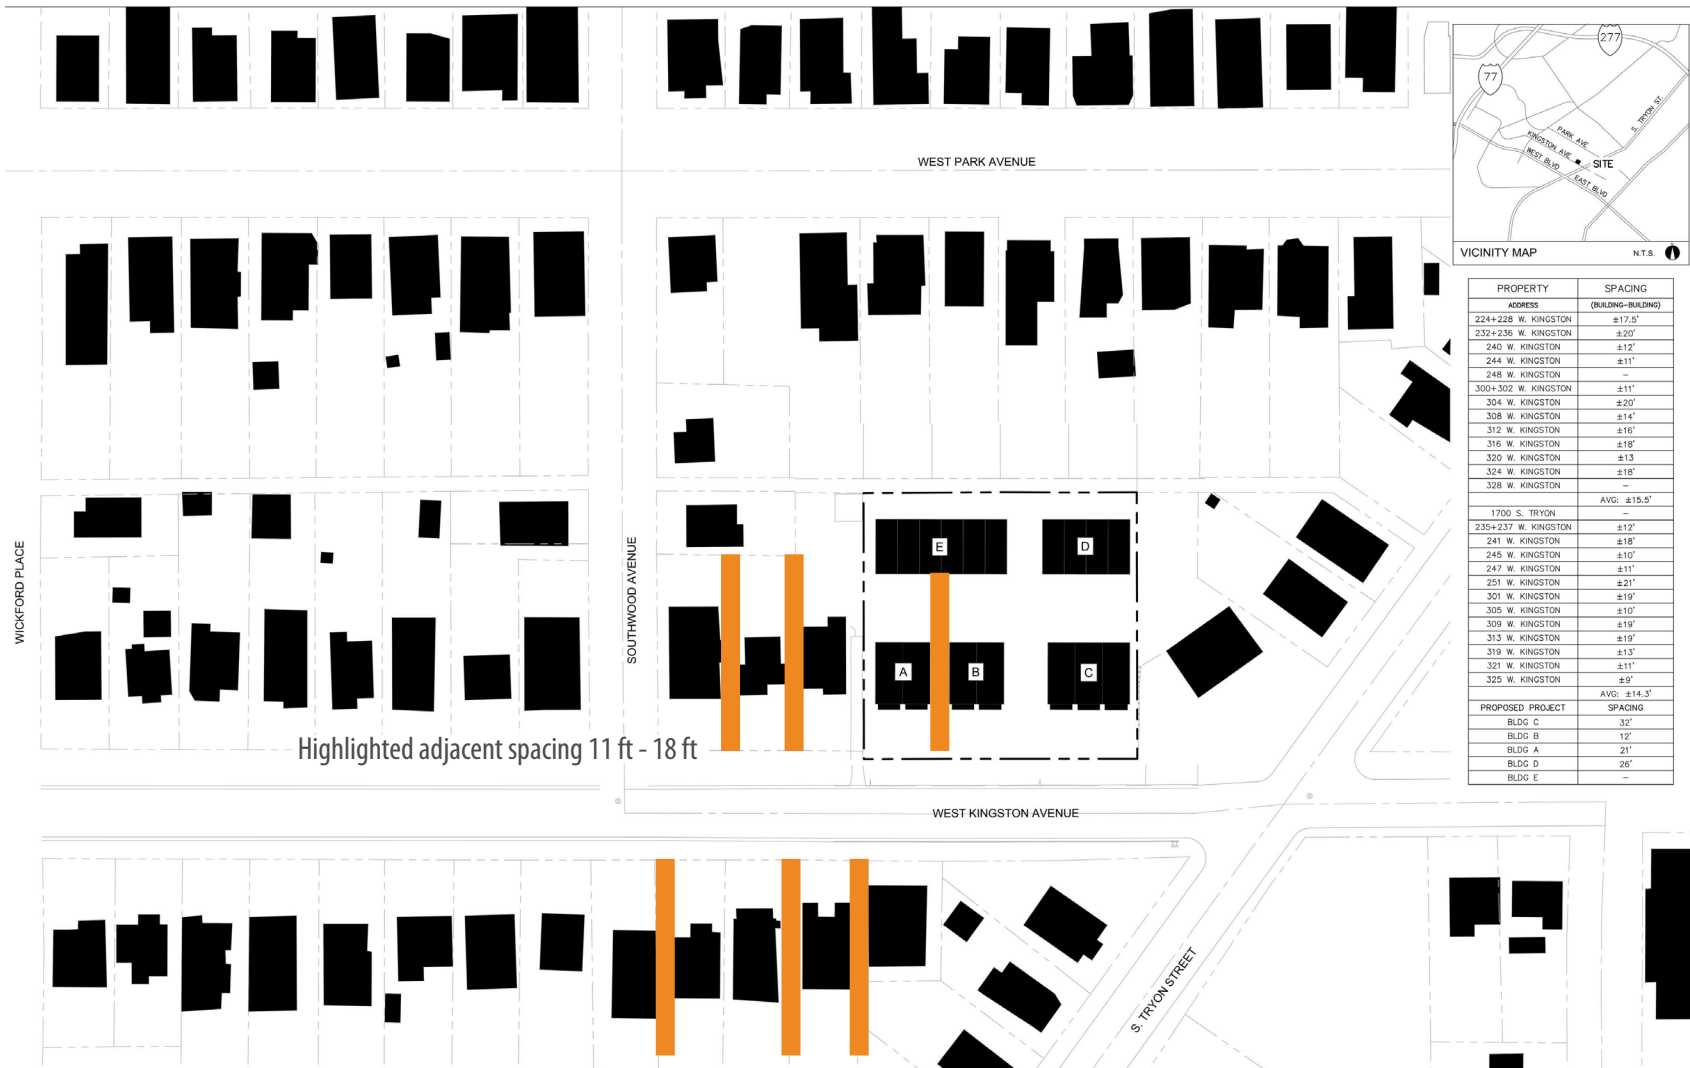 WEST PARK AVENUE
277
77
S. TRYON ST.
PARK AVE
KINGSTON AVE
WEST BLVD
SITE
EAST BLVD
VICINITY MAP N.T.S.
PROPERTY SPACING
ADDRESS (BUILDING-BUILDING)
224+228 W. KINGSTON ±17.5'
232+236 W. KINGSTON ±20'
240 W. KINGSTON ±12'
244 W. KINGSTON ±11'
248 W. KINGSTON –
300+302 W. KINGSTON ±11'
304 W. KINGSTON ±20'
308 W. KINGSTON ±14'
312 W. KINGSTON ±16'
316 W. KINGSTON ±18'
320 W. KINGSTON ±13
324 W. KINGSTON ±18'
328 W. KINGSTON –
AVG: ±15.5'
1700 S. TRYON –
235+237 W. KINGSTON ±12'
241 W. KINGSTON ±18'
245 W. KINGSTON ±10'
247 W. KINGSTON ±11'
251 W. KINGSTON ±21'
301 W. KINGSTON ±19'
305 W. KINGSTON ±10'
309 W. KINGSTON ±19'
313 W. KINGSTON ±19'
319 W. KINGSTON ±13'
321 W. KINGSTON ±11'
325 W. KINGSTON ±9'
AVG: ±14.3'
PROPOSED PROJECT SPACING
BLDG C 32'
BLDG B 12'
BLDG A 21'
BLDG D 26'
BLDG E –
WICKFORD PLACE
SOUTHWOOD AVENUE
E
D
A
B
C
Highlighted adjacent spacing 11 ft - 18 ft
WEST KINGSTON AVENUE
S. TRYON STREET